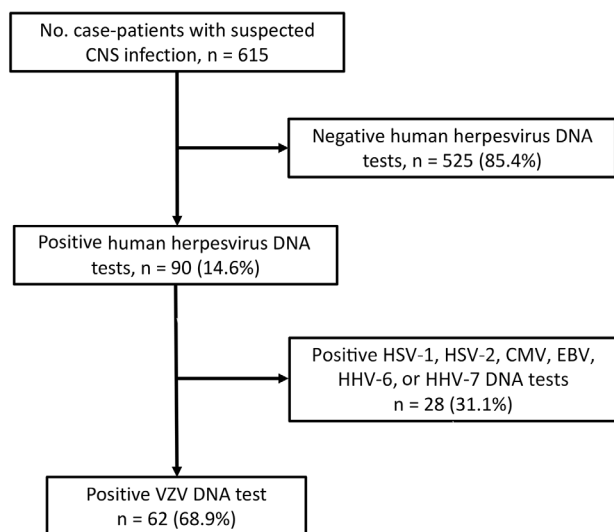 No. case-patients with suspected
CNS infection, n = 615
Negative human herpesvirus DNA
tests, n = 525 (85.4%)
Positive human herpesvirus DNA
tests, n = 90 (14.6%)
Positive HSV-1, HSV-2, CMV, EBV,
HHV-6, or HHV-7 DNA tests
n = 28 (31.1%)
Positive VZV DNA test
n = 62 (68.9%)